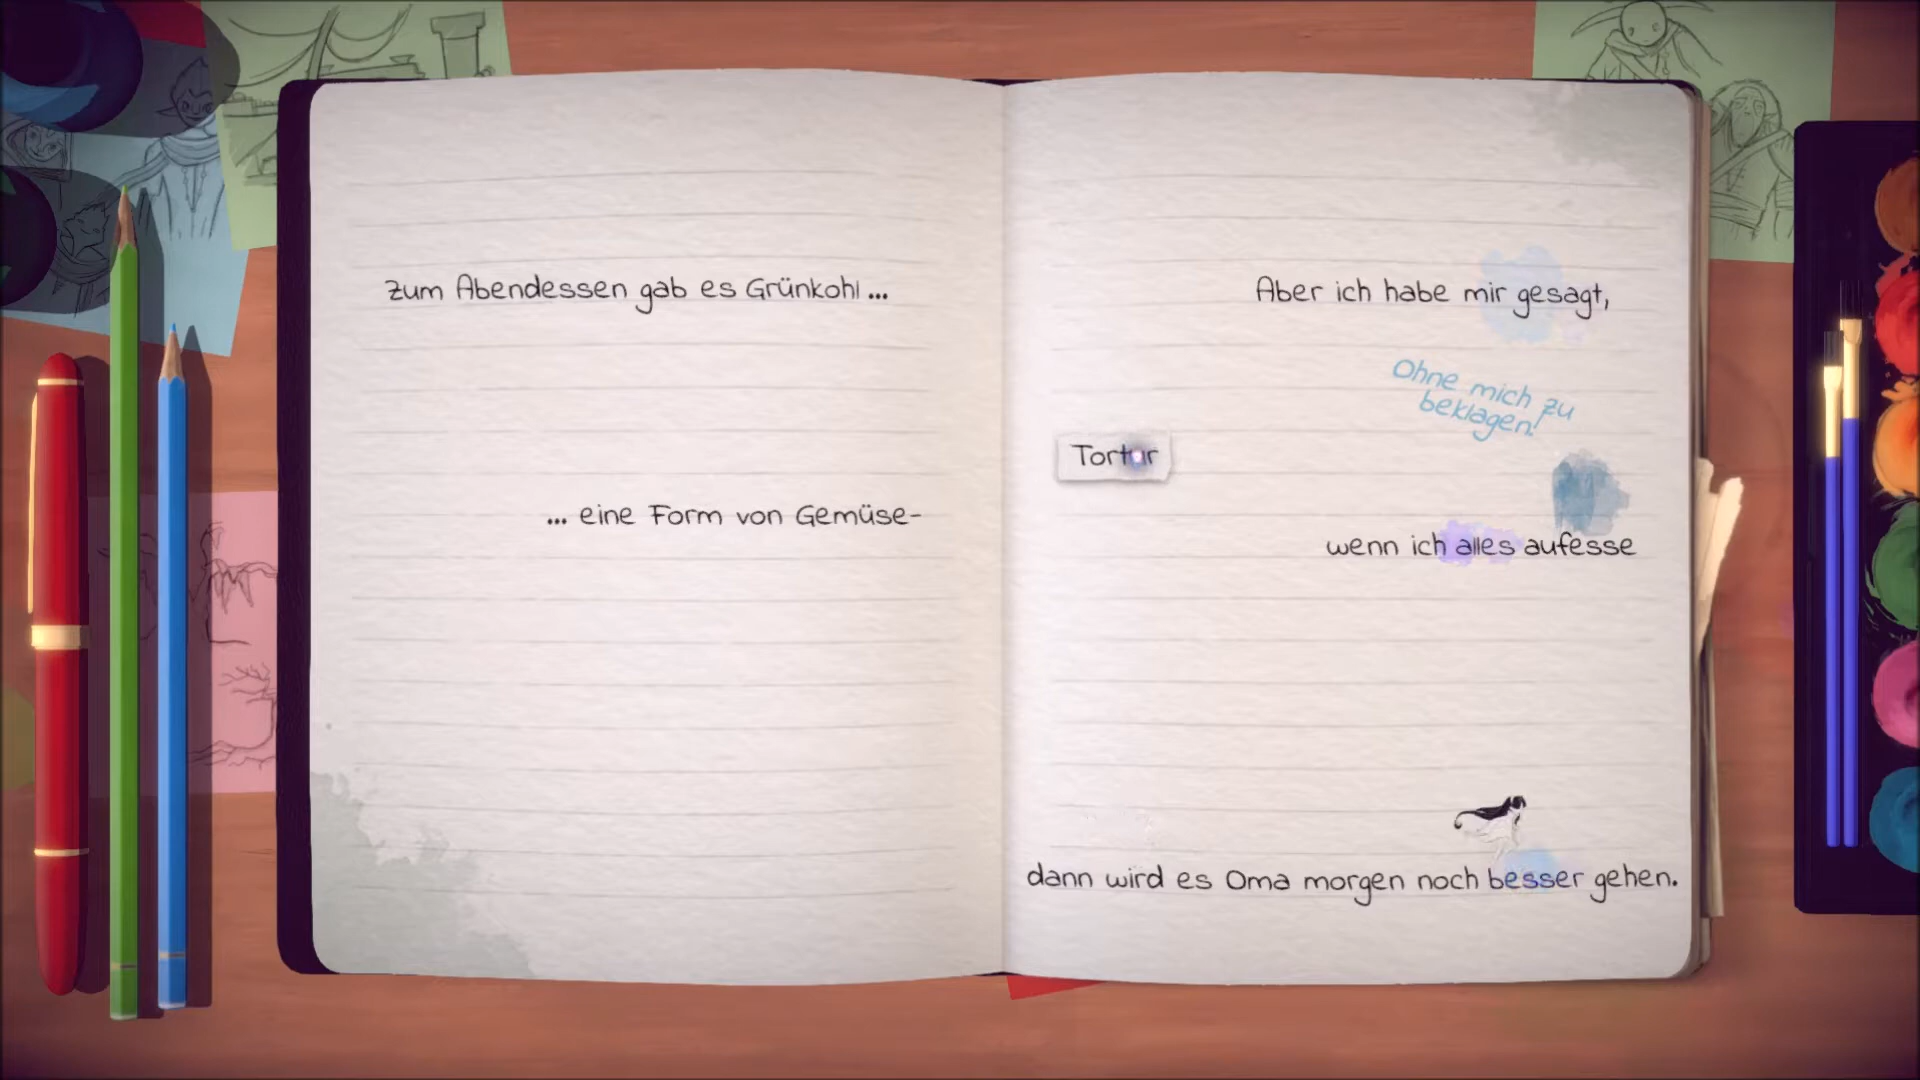 zum Abendessen gab es Grünkohl ...
... eine Form von Gemüse-
Aber ich habe mir gesagt,
Ohne mich zu
beklagen!
Tortur
wenn ich alles aufesse
dann wird es Oma morgen noch besser gehen.